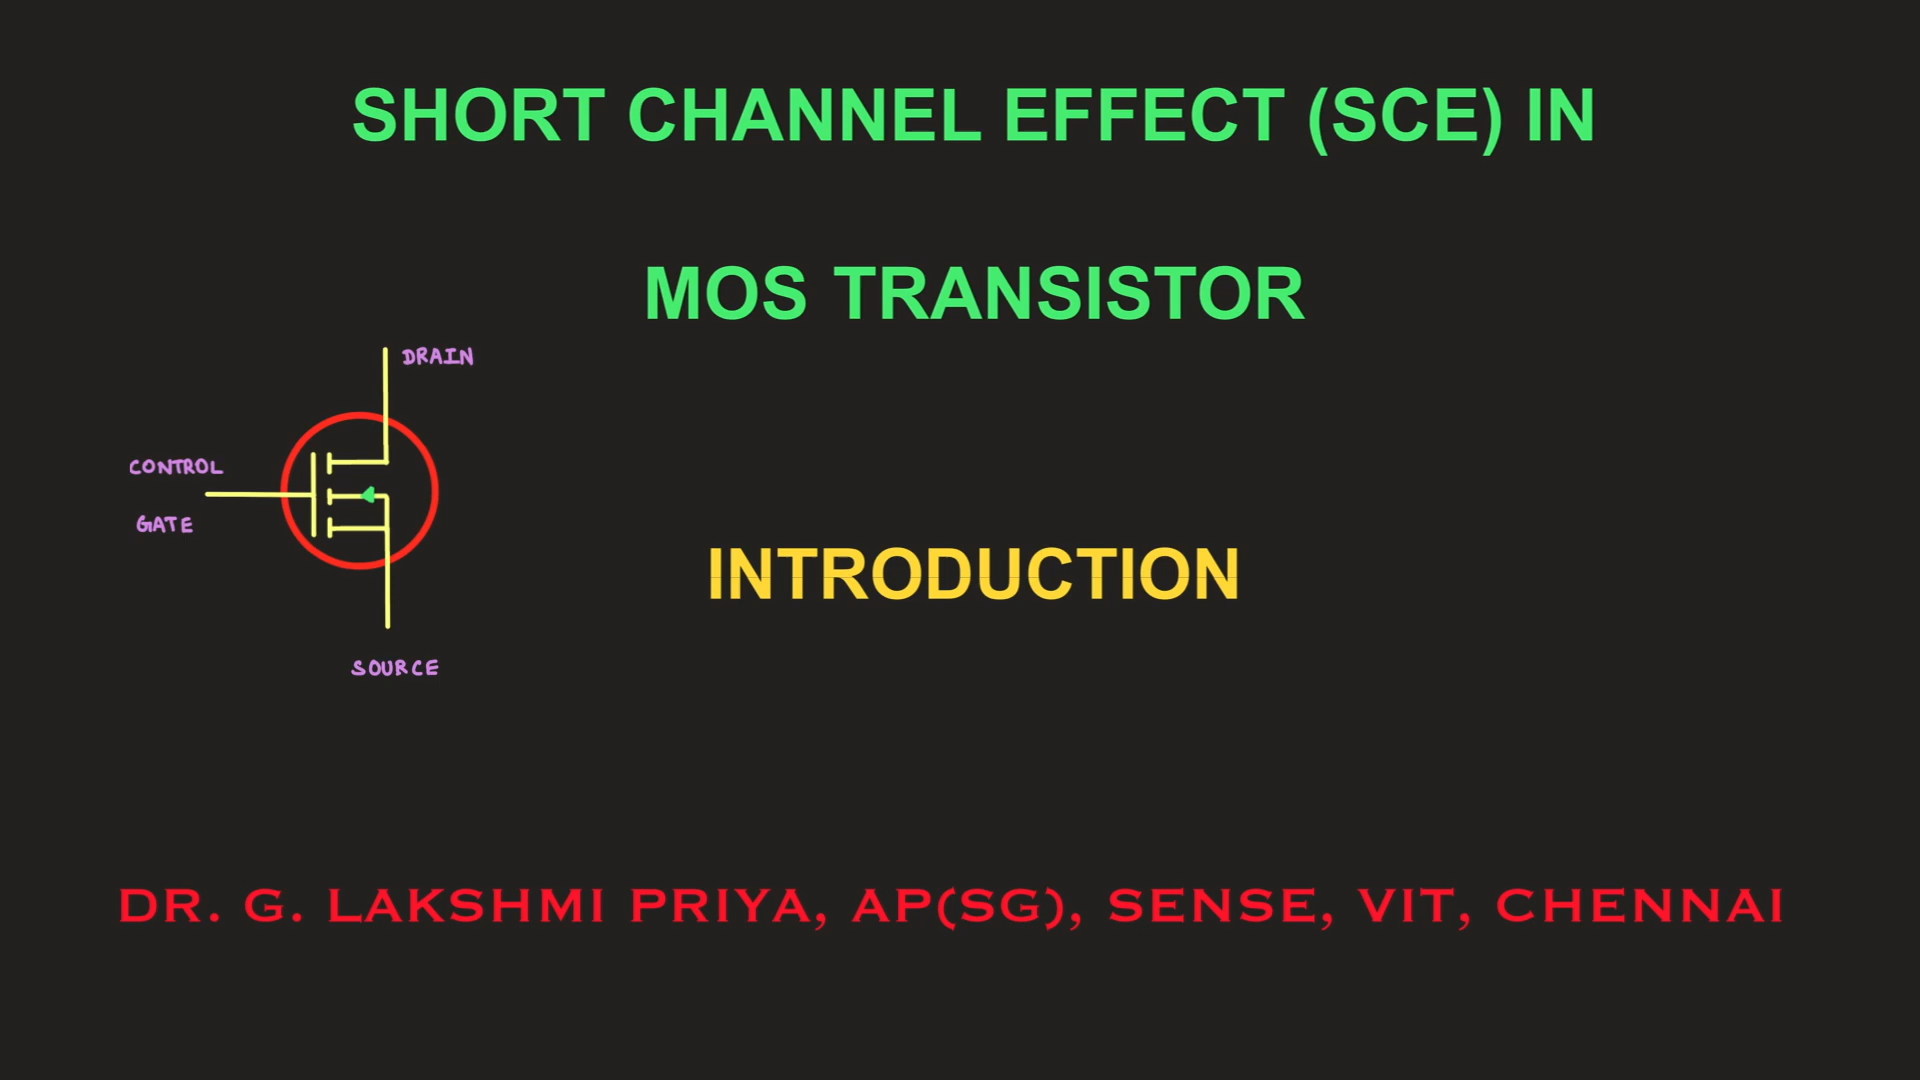 SHORT CHANNEL EFFECT (SCE) IN
MOS TRANSISTOR
DRAIN
CONTROL
GATE
INTRODUCTION
SOURCE
DR. G. LAKSHMI PRIYA, AP(SG), SENSE, VIT, CHENNAI